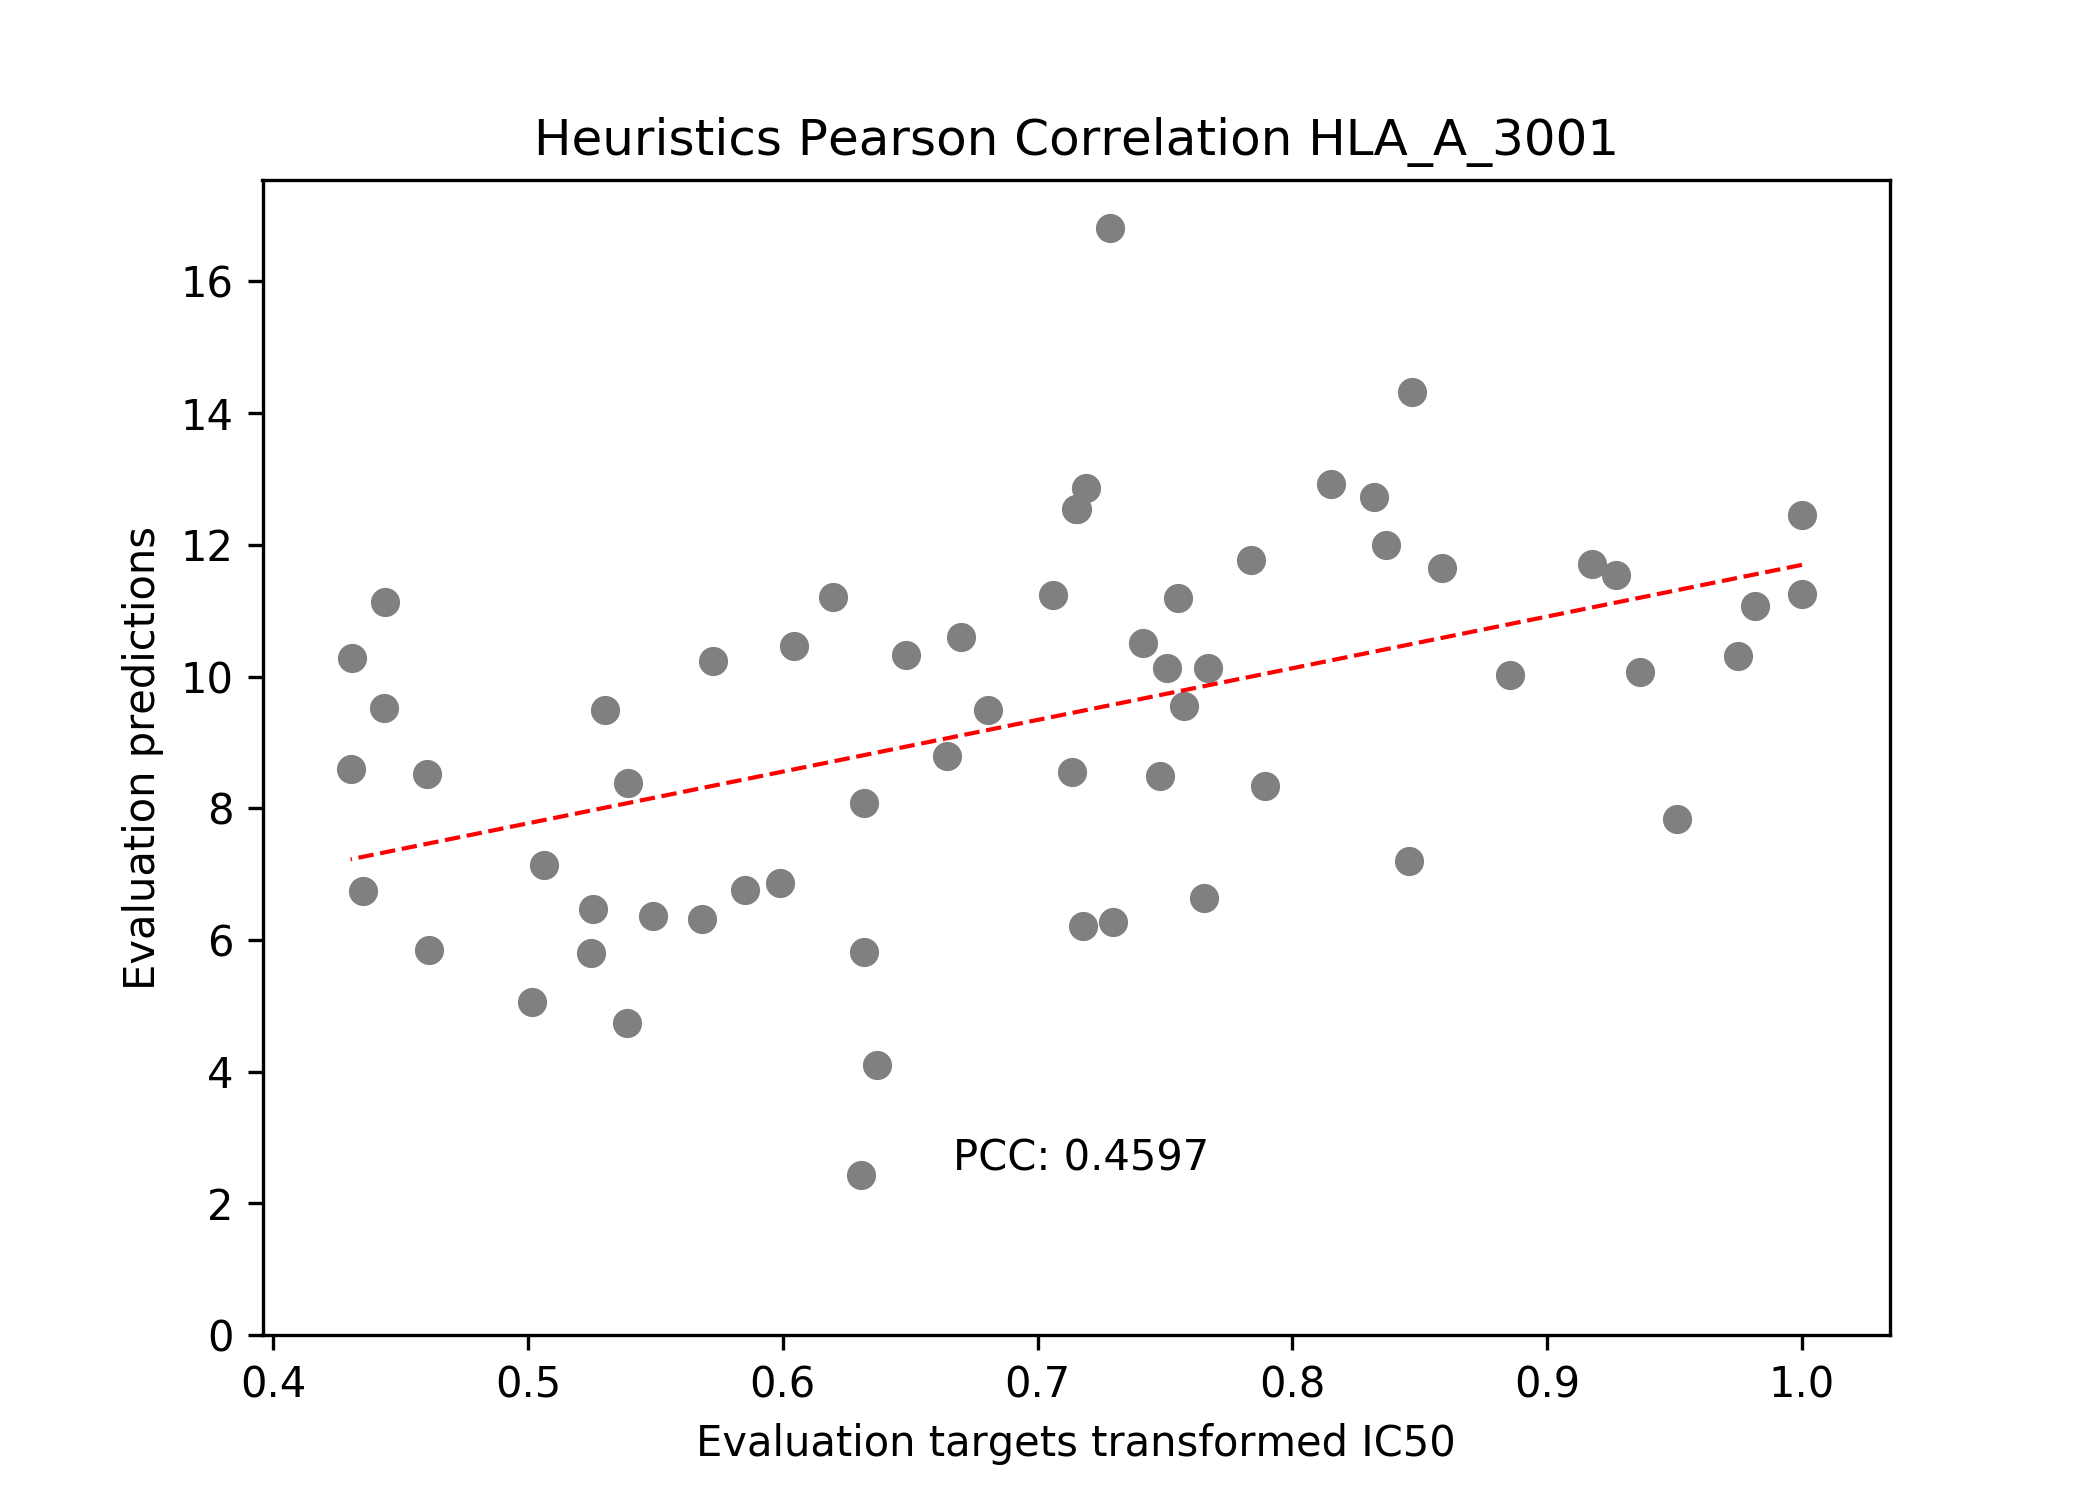 Heuristics Pearson Correlation HLA_A_3001
16
14
12
10
8
6
4
2
0
Evaluation predictions
PCC: 0.4597
0.4 0.5 0.6 0.7 0.8 0.9 1.0
Evaluation targets transformed IC50